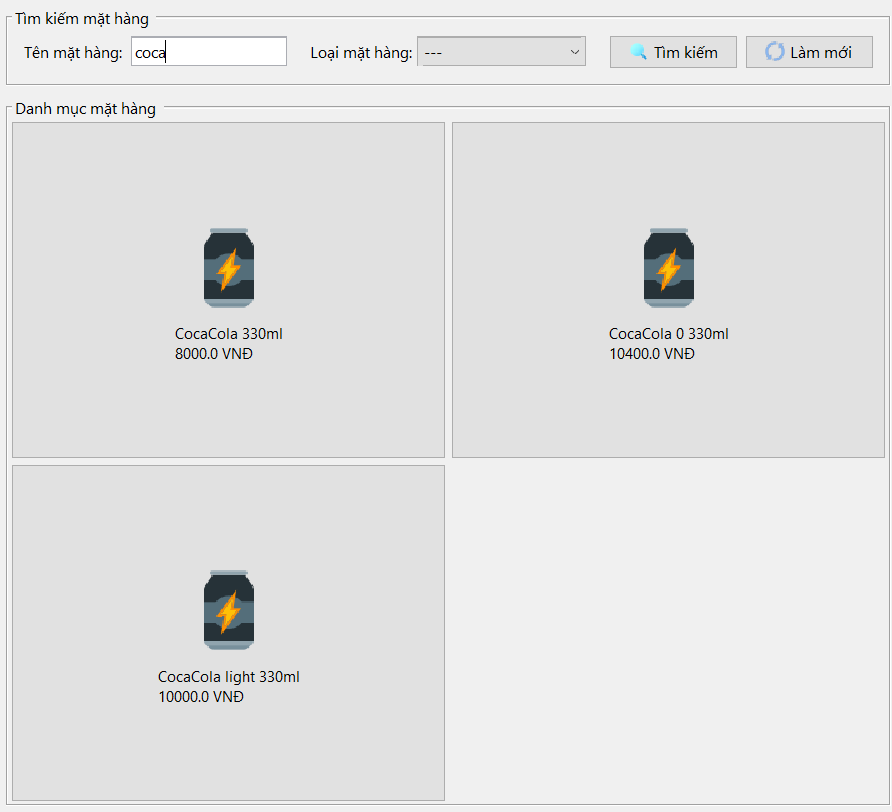 Tìm kiếm mặt hàng
Tên mặt hàng: coca Loại mặt hàng: --- Tìm kiếm Làm mới
Danh mục mặt hàng
CocaCola 330ml
8000.0 VNĐ
CocaCola 0 330ml
10400.0 VNĐ
CocaCola light 330ml
10000.0 VNĐ